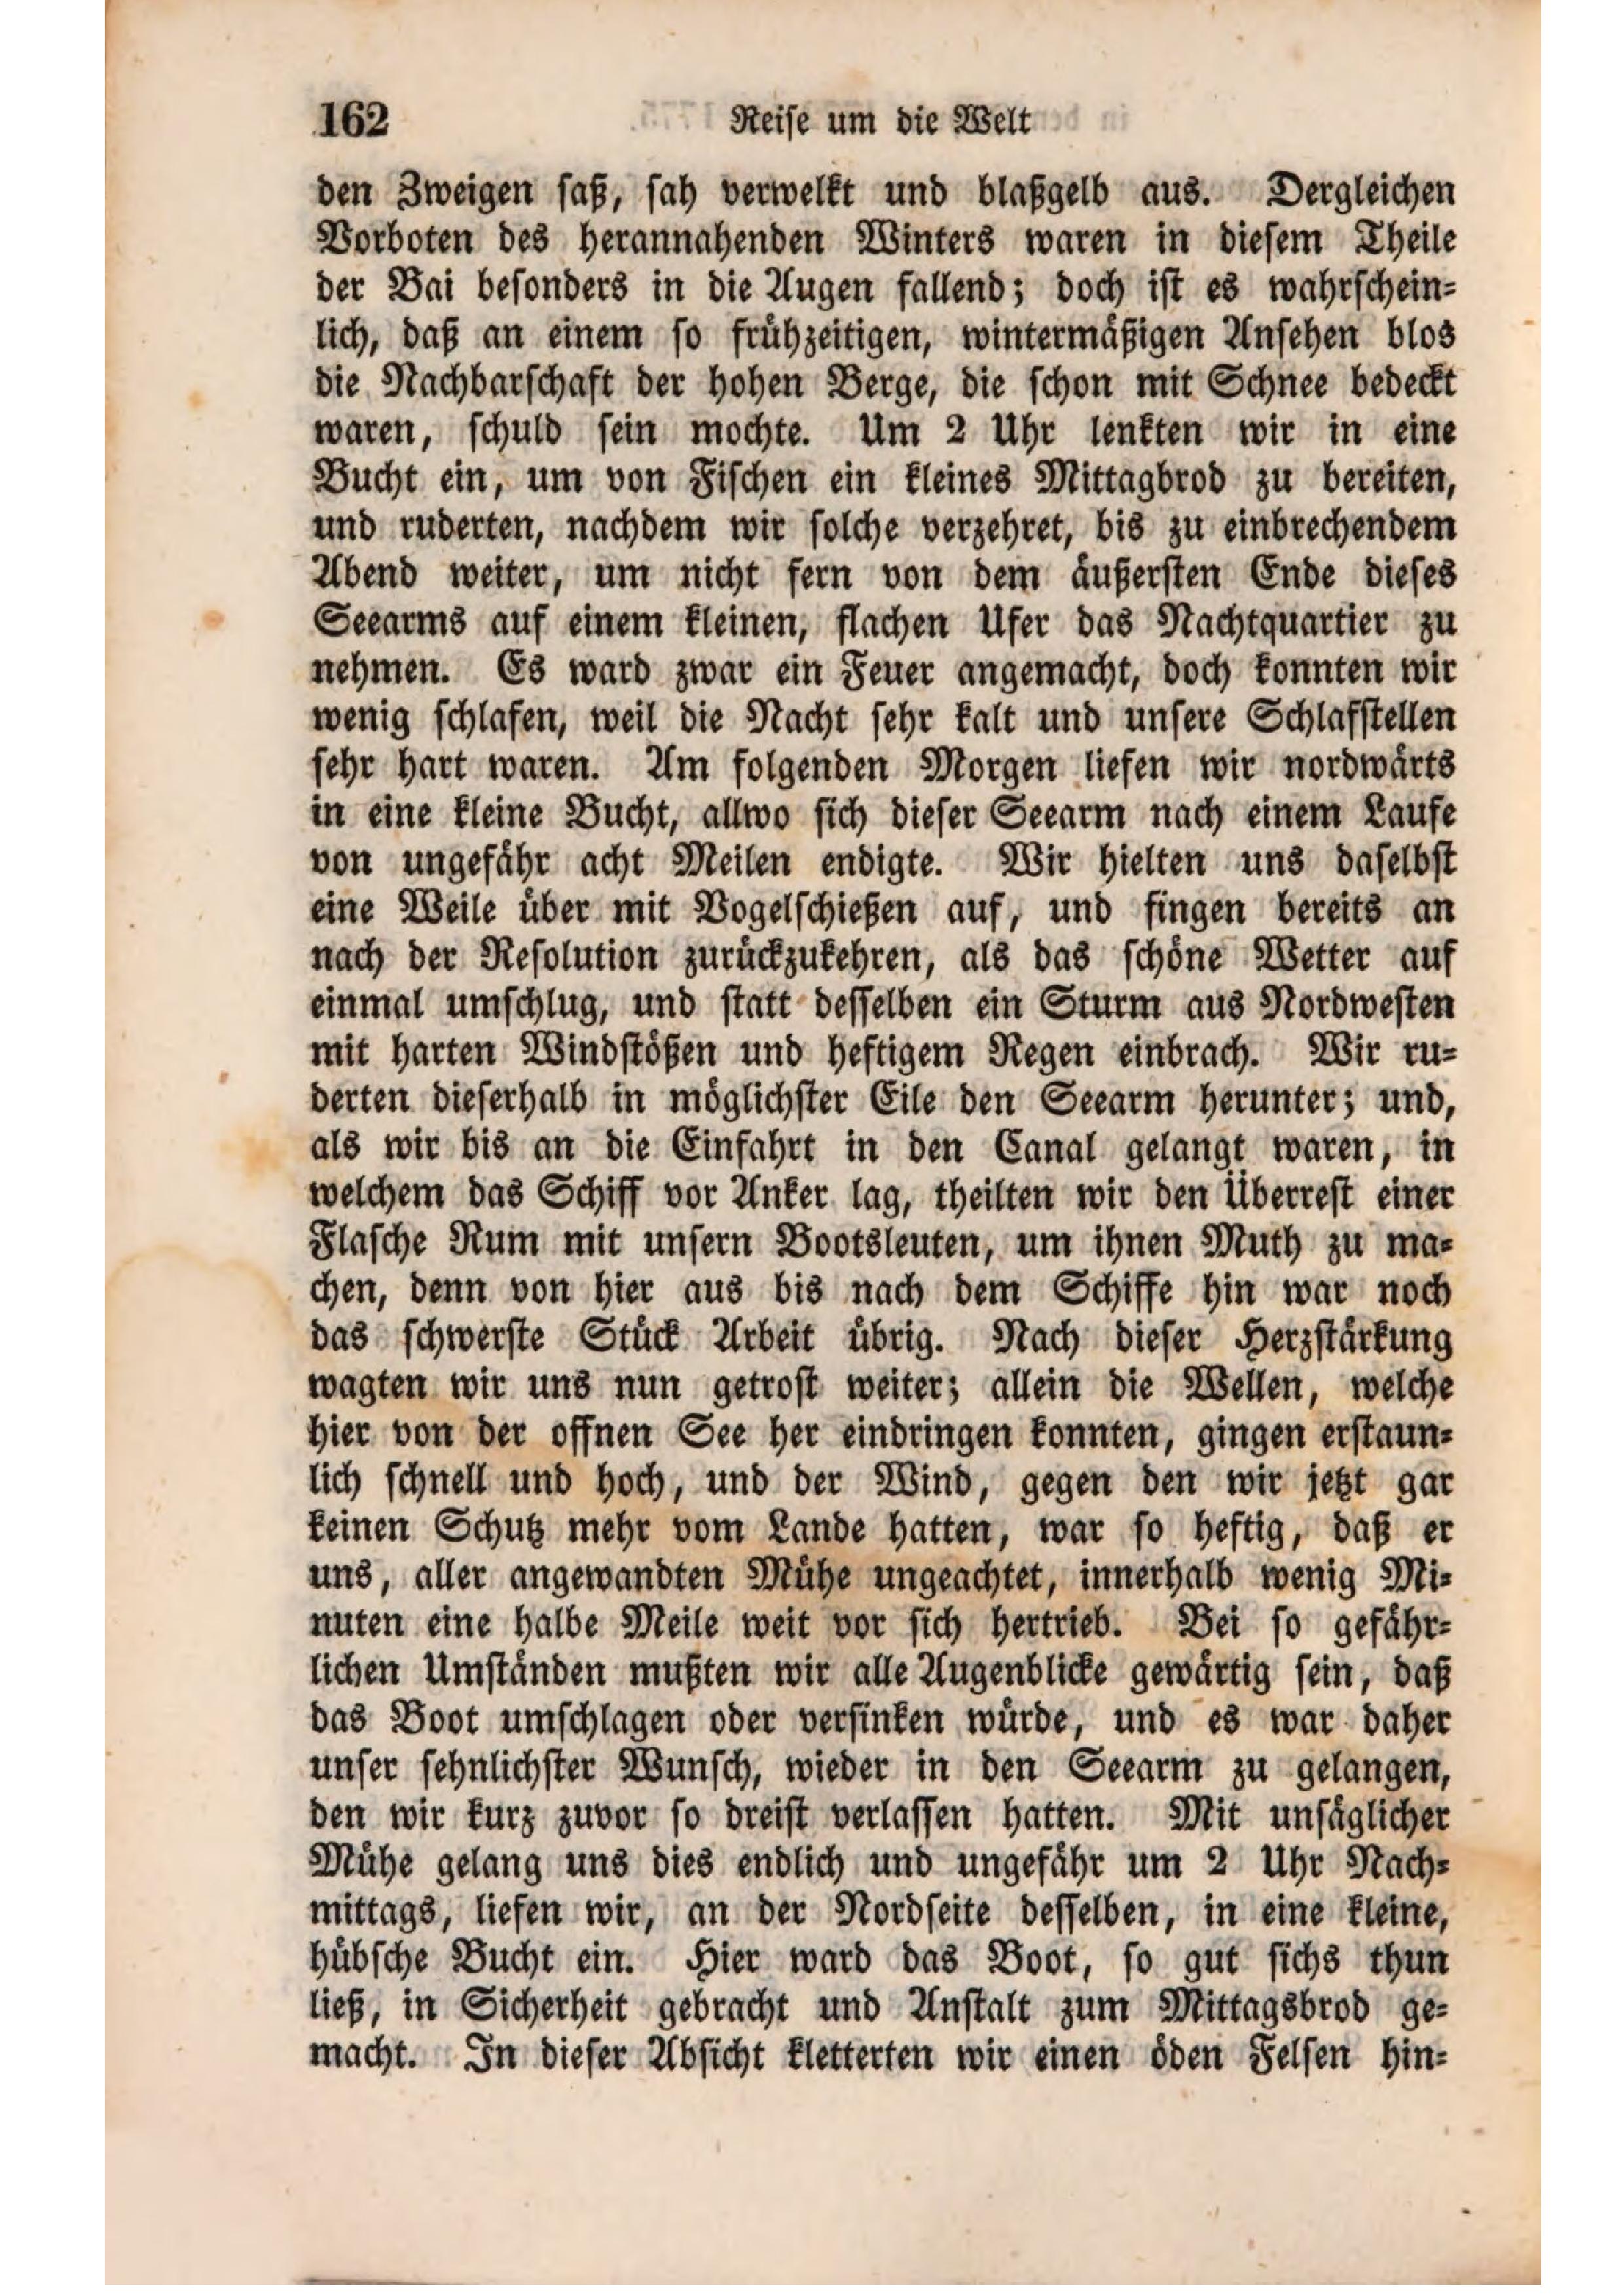 162
Reise um die Welt
den Zweigen saß, sah verwelkt und blaßgelb aus. Dergleichen
Vorboten des herannahenden Winters waren in diesem Theile
der Bai besonders in die Augen fallend; doch ist es wahrschein-
lich, daß an einem so frühzeitigen, wintermäßigen Ansehen blos
die Nachbarschaft der hohen Berge, die schon mit Schnee bedeckt
waren, schuld sein mochte. Um 2 Uhr lenkten wir in eine
Bucht ein, um von Fischen ein kleines Mittagbrod zu bereiten,
und ruderten, nachdem wir solche verzehret, bis zu einbrechendem
Abend weiter, um nicht fern von dem äußersten Ende dieses
Seearms auf einem kleinen, flachen Ufer das Nachtquartier zu
nehmen. Es ward zwar ein Feuer angemacht, doch konnten wir
wenig schlafen, weil die Nacht sehr kalt und unsere Schlafstellen
sehr hart waren. Am folgenden Morgen liefen wir nordwärts
in eine kleine Bucht, allwo sich dieser Seearm nach einem Laufe
von ungefähr acht Meilen endigte. Wir hielten uns daselbst
eine Weile über mit Vogelschießen auf, und fingen bereits an
nach der Resolution zurückzukehren, als das schöne Wetter auf
einmal umschlug, und statt desselben ein Sturm aus Nordwesten
mit harten Windstößen und heftigem Regen einbrach. Wir ru-
derten dieserhalb in möglichster Eile den Seearm herunter; und,
als wir bis an die Einfahrt in den Canal gelangt waren, in
welchem das Schiff vor Anker lag, theilten wir den Überrest einer
Flasche Rum mit unsern Bootsleuten, um ihnen Muth zu ma-
chen, denn von hier aus bis nach dem Schiffe hin war noch
das schwerste Stück Arbeit übrig. Nach dieser Herzstärkung
wagten wir uns nun getrost weiter; allein die Wellen, welche
hier von der offnen See her eindringen konnten, gingen erstaun-
lich schnell und hoch, und der Wind, gegen den wir jetzt gar
keinen Schutz mehr vom Lande hatten, war so heftig, daß er
uns, aller angewandten Mühe ungeachtet, innerhalb wenig Mi-
nuten eine halbe Meile weit vor sich hertrieb. Bei so gefähr-
lichen Umständen mußten wir alle Augenblicke gewärtig sein, daß
das Boot umschlagen oder versinken würde, und es war daher
unser sehnlichster Wunsch, wieder in den Seearm zu gelangen,
den wir kurz zuvor so dreist verlassen hatten. Mit unsäglicher
Mühe gelang uns dies endlich und ungefähr um 2 Uhr Nach-
mittags, liefen wir, an der Nordseite desselben, in eine kleine,
hübsche Bucht ein. Hier ward das Boot, so gut sichs thun
ließ, in Sicherheit gebracht und Anstalt zum Mittagsbrod ge-
macht. In dieser Absicht kletterten wir einen öden Felsen hin-